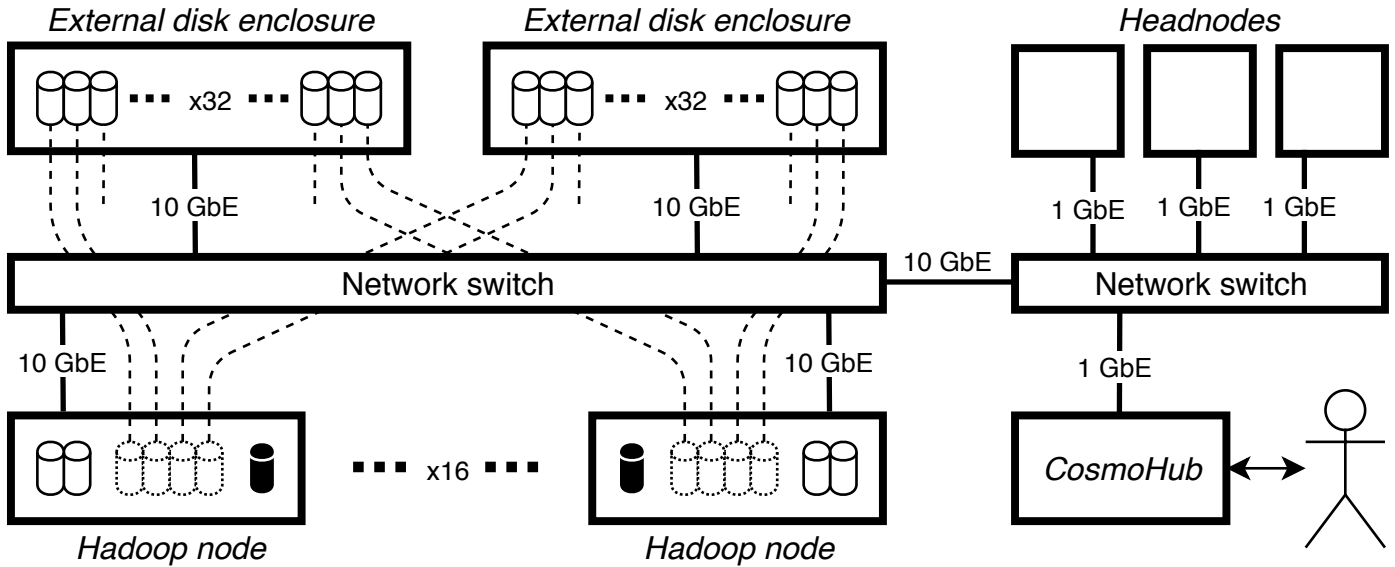 External disk enclosure
External disk enclosure
Headnodes
x32
x32
10 GbE
10 GbE
1 GbE
1 GbE
1 GbE
Network switch
10 GbE
Network switch
10 GbE
10 GbE
1 GbE
x16
CosmoHub
Hadoop node
Hadoop node